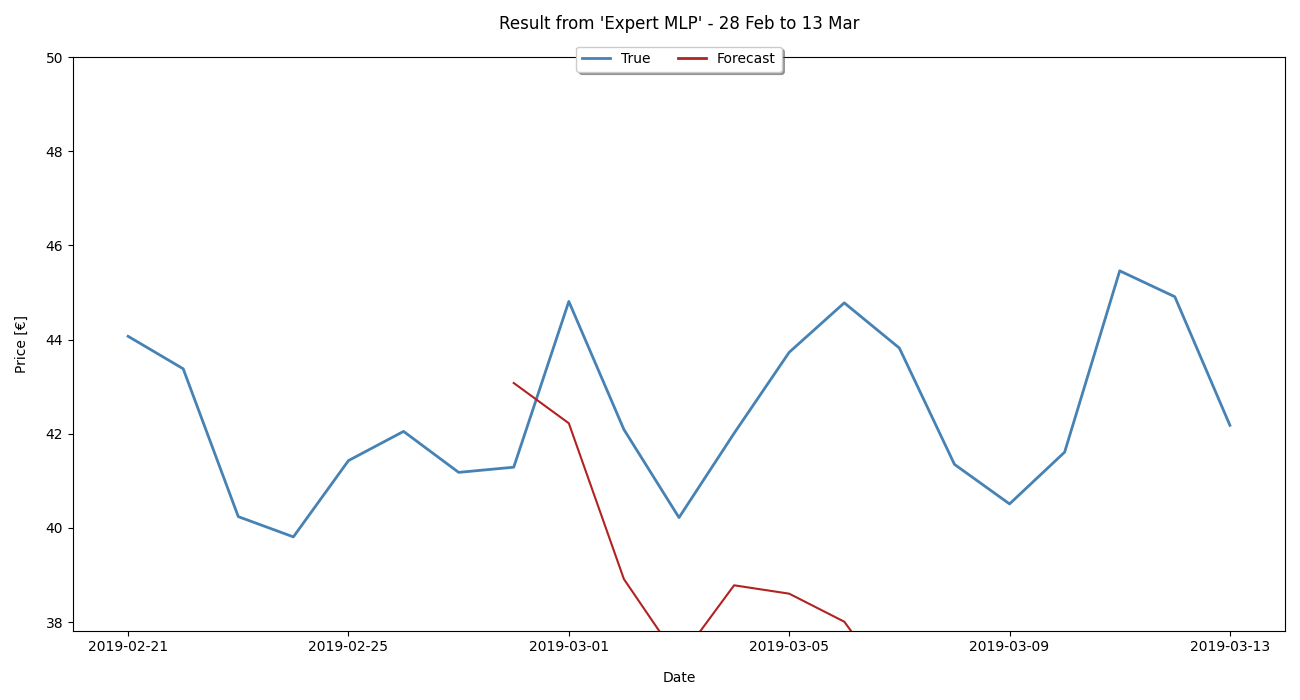 Result from 'Expert MLP' - 28 Feb to 13 Mar
True Forecast
50
48
46
44
42
40
38
Price [€]
2019-02-21 2019-02-25 2019-03-01 2019-03-05 2019-03-09 2019-03-13
Date